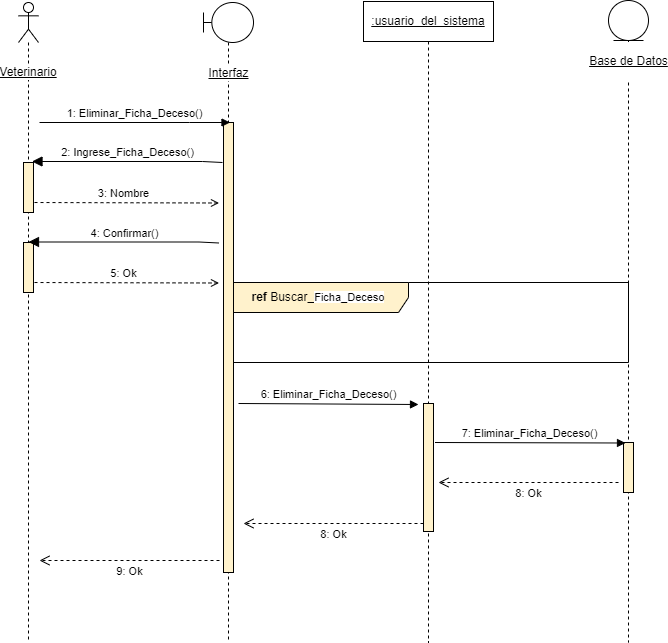 :usuario_del_sistema
Veterinario
Interfaz
Base de Datos
1: Eliminar_Ficha_Deceso()
2: Ingrese_Ficha_Deceso()
3: Nombre
4: Confirmar()
5: Ok
ref Buscar_Ficha_Deceso
6: Eliminar_Ficha_Deceso()
7: Eliminar_Ficha_Deceso()
8: Ok
8: Ok
9: Ok